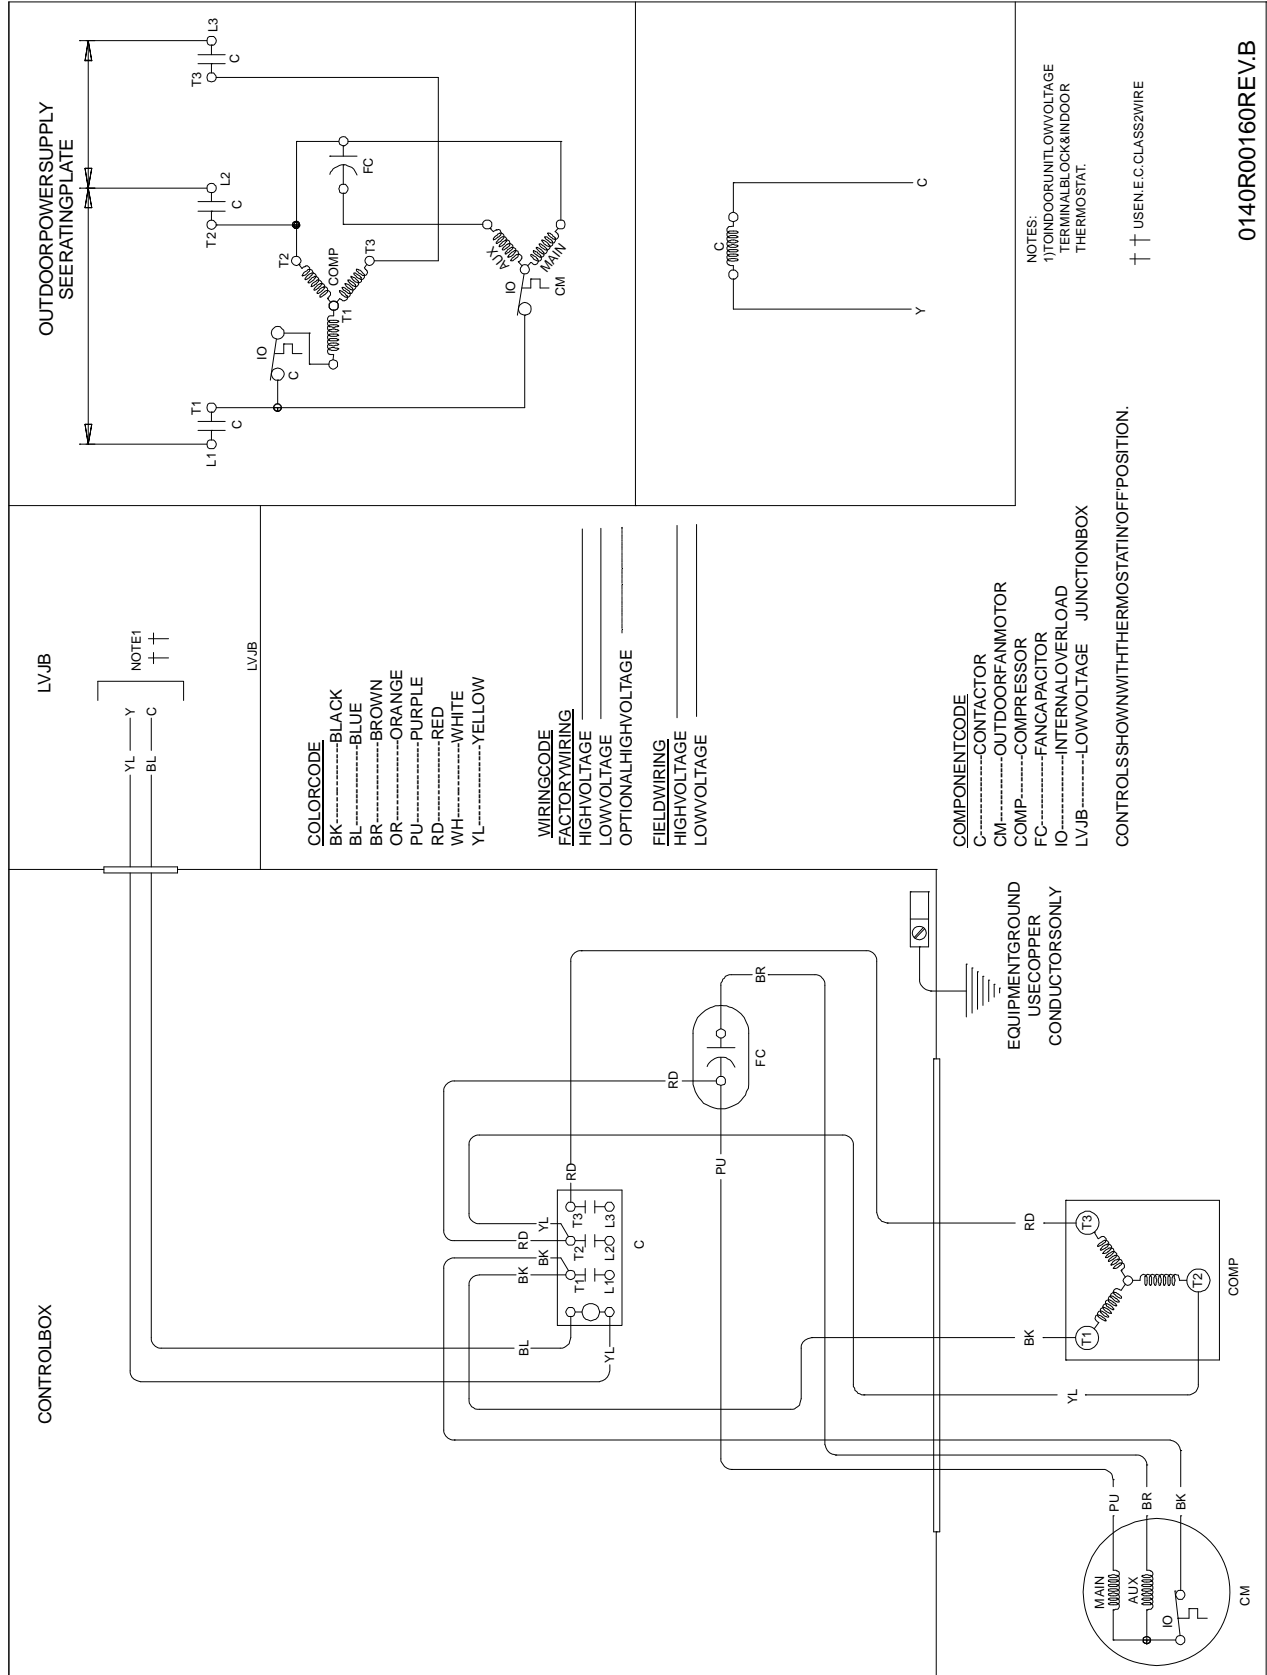 CONTROLBOX
YL
BL
BL
YL
BK
BK
RD
YL
RD
T1
T2
T3
L1
L2
L3
C
RD
FC
BR
PU
BK
RD
YL
T1
T2
T3
COMP
PU
BR
BK
MAIN
AUX
IO
CM
EQUIPMENTGROUND
USECOPPER
CONDUCTORSONLY
LVJB
YL
Y
BL
C
NOTE1
††
LVJB
COLORCODE
BK---------BLACK
BL---------BLUE
BR---------BROWN
OR---------ORANGE
PU---------PURPLE
RD---------RED
WH---------WHITE
YL---------YELLOW
WIRINGCODE
FACTORYWIRING
HIGHVOLTAGE
LOWVOLTAGE
OPTIONALHIGHVOLTAGE
FIELDWIRING
HIGHVOLTAGE
LOWVOLTAGE
COMPONENTCODE
C---------CONTACTOR
CM---------OUTDOORFANMOTOR
COMP------COMPRESSOR
FC---------FANCAPACITOR
IO---------INTERNALOVERLOAD
LVJB-------LOWVOLTAGE JUNCTIONBOX
CONTROLSSHOWNWITHTHERMOSTATIN'OFF'POSITION.
OUTDOORPOWERSUPPLY
SEERATINGPLATE
L1
T1
C
T2
L2
C
T3
L3
C
IO
C
T1
T2
COMP
T3
FC
AUX
MAIN
IO
CM
C
Y
C
NOTES:
1)TOINDOORUNITLOWVOLTAGE
TERMINALBLOCK&INDOOR
THERMOSTAT.
†† USEN.E.C.CLASS2WIRE
0140R00160REV.B